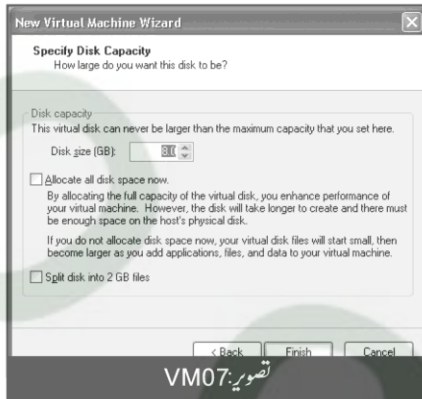 New Virtual Machine Wizard
Specify Disk Capacity
How large do you want this disk to be?
Disk capacity
This virtual disk can never be larger than the maximum capacity that you set here.
Disk size (GB): 8.0
Allocate all disk space now.
By allocating the full capacity of the virtual disk, you enhance performance of
your virtual machine. However, the disk will take longer to create and there must
be enough space on the host's physical disk.
If you do not allocate disk space now, your virtual disk files will start small, then
become larger as you add applications, files, and data to your virtual machine.
Split disk into 2 GB files
< Back Finish Cancel
تصویر:VM07